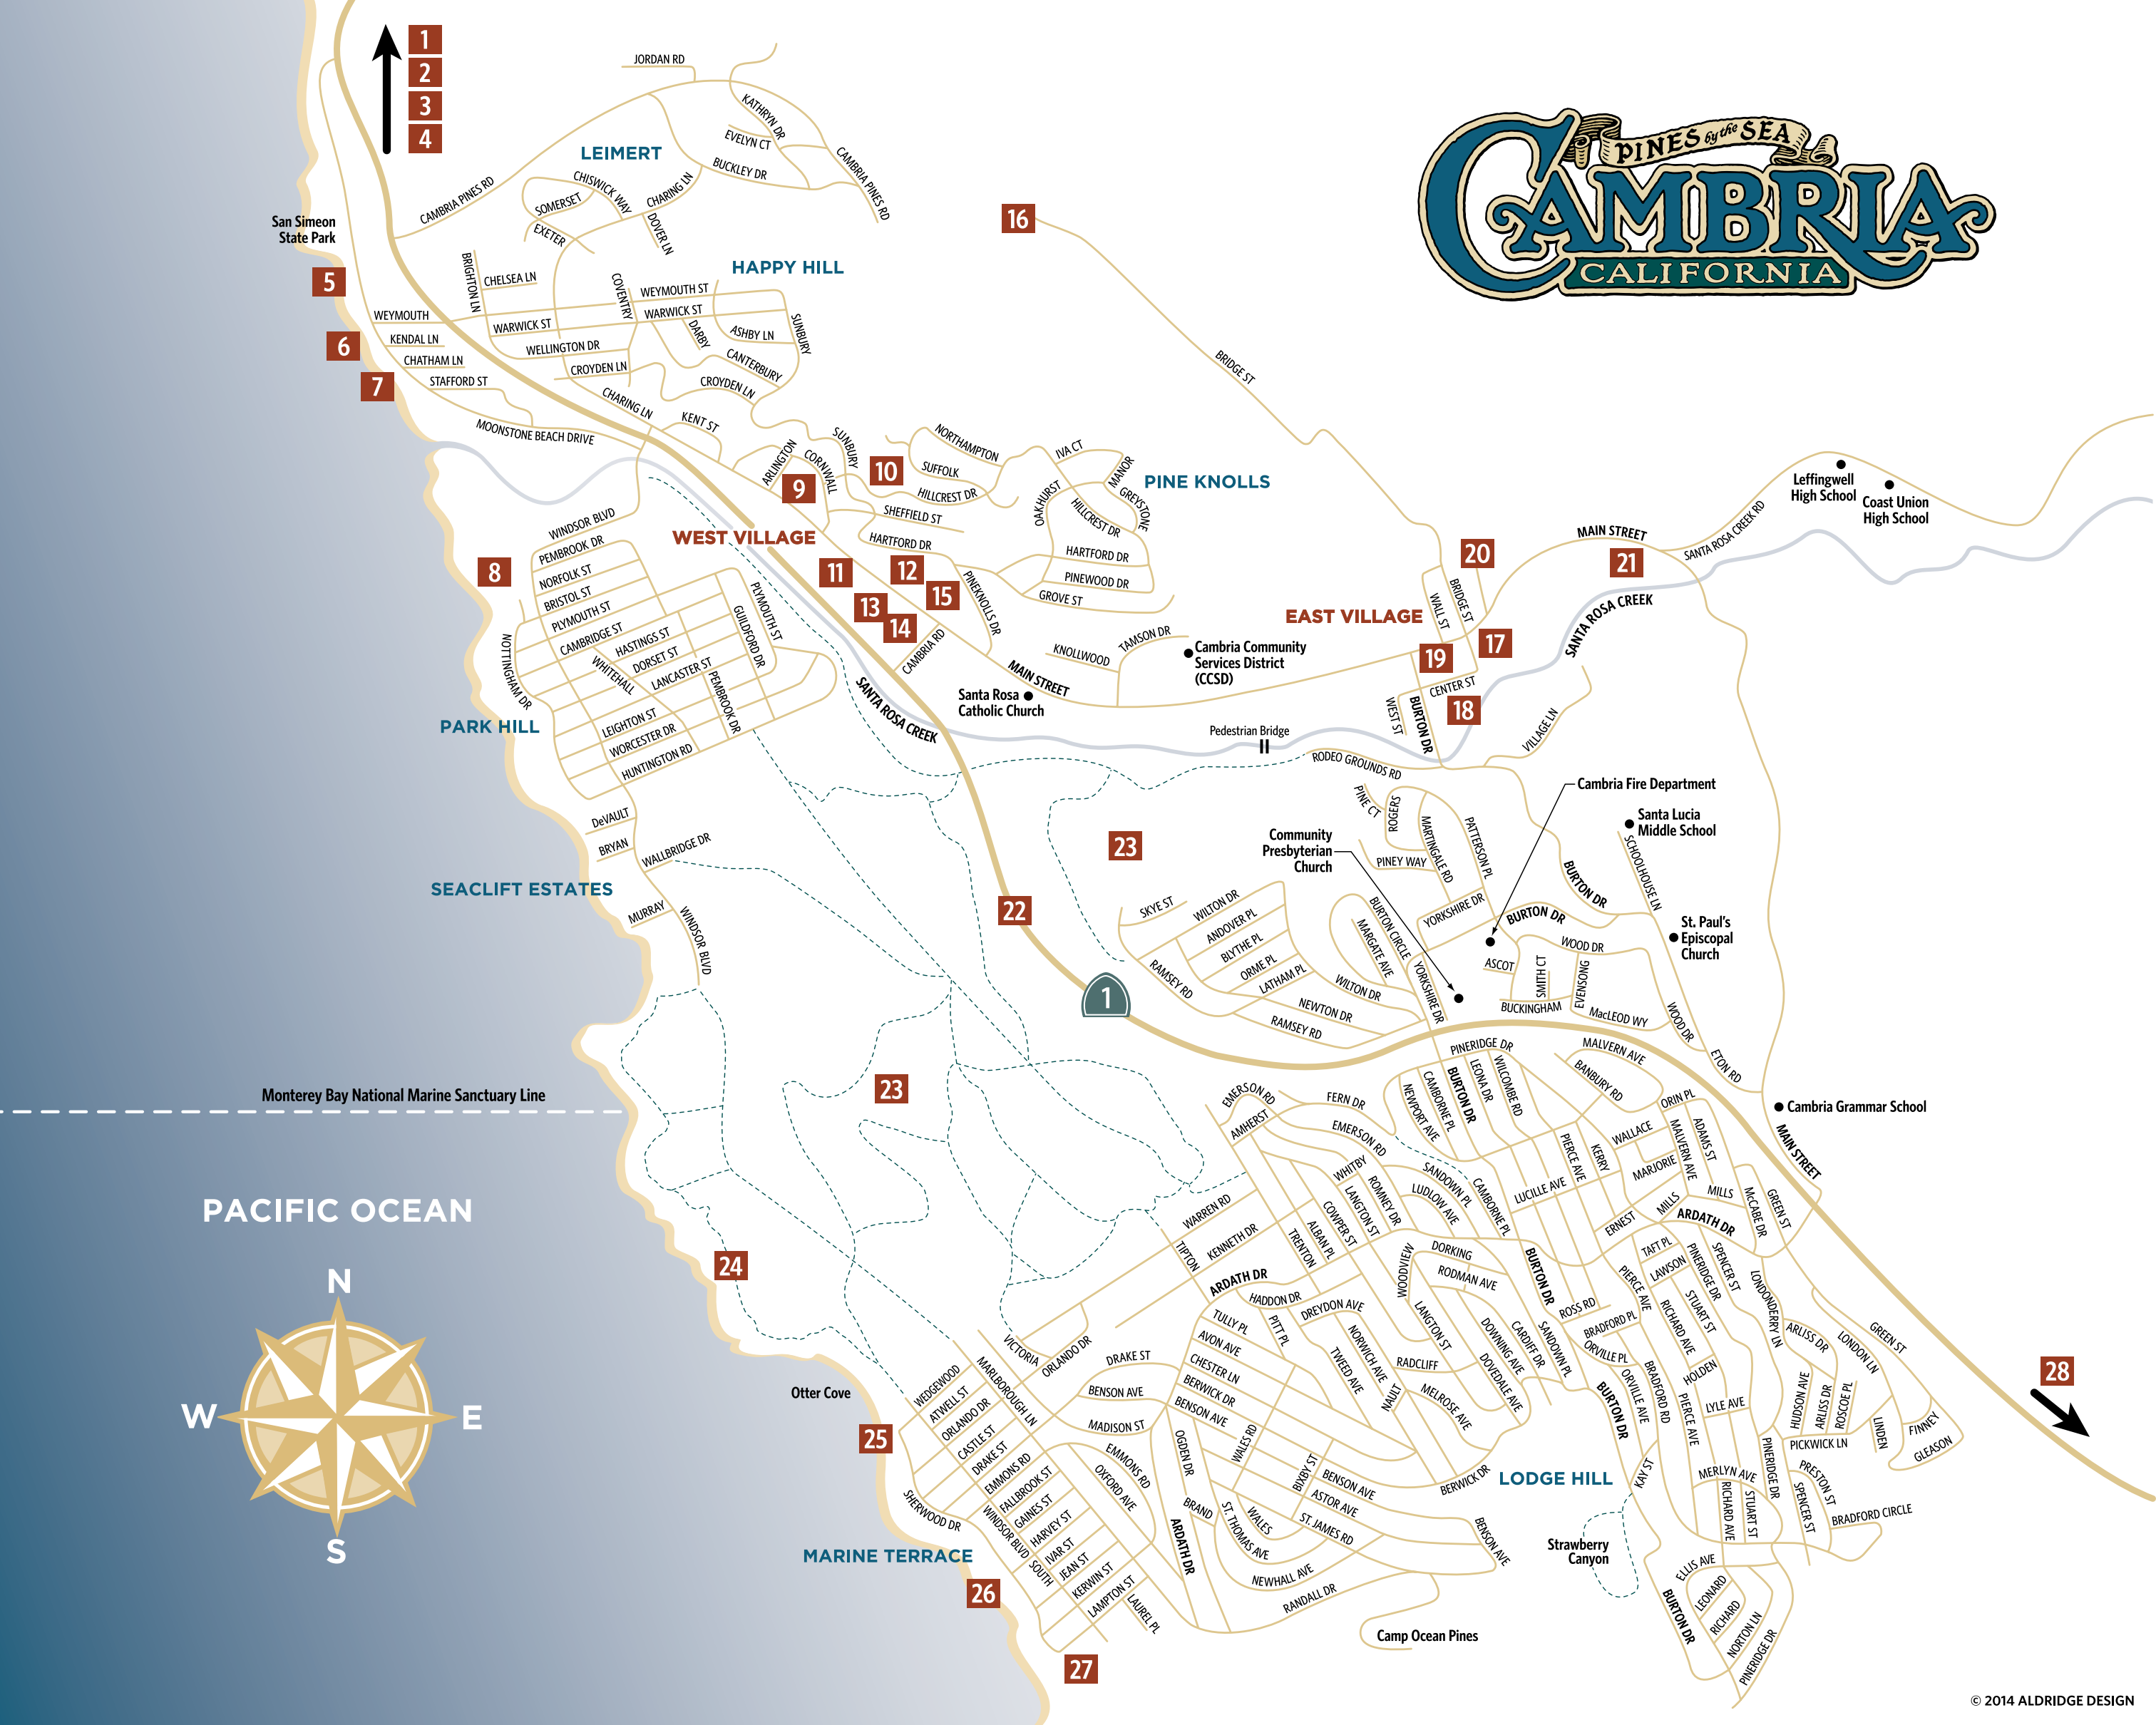 1
2
3
4
JORDAN RD
KATHRYN DR
EVELYN CT
BUCKLEY DR
CAMBRIA PINES RD
LEIMERT
CHISWICK WAY
CHARING LN
SOMERSET
CAMBRIA PINES RD
EXETER
DOVER LN
PINES by the SEA
CAMBRIA
CALIFORNIA
16
San Simeon
State Park
5
BRIGHTON LN
CHELSEA LN
HAPPY HILL
COVENTRY
WEYMOUTH ST
WARWICK ST
WEYMOUTH
WARWICK ST
DARBY
ASHBY LN
SUNBURY
KENDAL LN
6
WELLINGTON DR
CHATHAM LN
CROYDEN LN
CANTERBURY
CROYDEN LN
7
STAFFORD ST
CHARING LN
KENT ST
MOONSTONE BEACH DRIVE
BRIDGE ST
ARLINGTON
CORNWALL
SUNBURY
9
10
NORTHAMPTON
SUFFOLK
HILLCREST DR
SHEFFIELD ST
HARTFORD DR
IVA CT
MANOR
GREYSTONE
OAKHURST
HILLCREST DR
PINE KNOLLS
HARTFORD DR
PINEWOOD DR
GROVE ST
Leffingwell
High School
Coast Union
High School
SANTA ROSA CREEK RD
MAIN STREET
21
20
SANTA ROSA CREEK
WINDSOR BLVD
WEST VILLAGE
PEMBROOK DR
NORFOLK ST
BRISTOL ST
PLYMOUTH ST
CAMBRIDGE ST
8
11
12
13
14
15
PINEKNOLLS DR
CAMBRIA RD
NOTTINGHAM DR
HASTINGS ST
DORSET ST
WHITEHALL
LANCASTER ST
GUILDFORD DR
PLYMOUTH ST
PEMBROOK DR
LEIGHTON ST
WORCESTER DR
HUNTINGTON RD
PARK HILL
SANTA ROSA CREEK
MAIN STREET
Santa Rosa
Catholic Church
KNOLLWOOD
TAMSON DR
Cambria Community
Services District
(CCSD)
EAST VILLAGE
WALL ST
BRIDGE ST
17
19
CENTER ST
18
WEST ST
BURTON DR
VILLAGE LN
Pedestrian Bridge
RODEO GROUNDS RD
Cambria Fire Department
Santa Lucia
Middle School
DeVAULT
BRYAN
WALLBRIDGE DR
SEACLIFT ESTATES
MURRAY
WINDSOR BLVD
22
23
Community
Presbyterian
Church
PINE CT
ROGERS
MARTINGALE RD
PATTERSON PL
PINEY WAY
YORKSHIRE DR
BURTON DR
BURTON DR
SCHOOLHOUSE LN
St. Paul's
Episcopal
Church
SKYE ST
WILTON DR
ANDOVER PL
BLYTHE PL
ORME PL
LATHAM PL
RAMSEY RD
BURTON CIRCLE
MARGATE AVE
YORKSHIRE DR
WILTON DR
NEWTON DR
RAMSEY RD
WOOD DR
ASCOT
SMITH CT
EVENSONG
BUCKINGHAM
MacLEOD WY
WOOD DR
ETON RD
1
Monterey Bay National Marine Sanctuary Line
23
Cambria Grammar School
MAIN STREET
PINERIDGE DR
MALVERN AVE
BANBURY RD
ORIN PL
EMERSON RD
AMHERST
FERN DR
EMERSON RD
NEWPORT AVE
CAMBORNE PL
BURTON DR
LEONA DR
WILCOMBE RD
PIERCE AVE
KERRY
WALLACE
MARJORIE
MALVERN AVE
ADAMS ST
WHITBY
SANDOWN PL
LUDLOW AVE
ROMNEY DR
LANGTON ST
COWPER ST
ALBAN PL
TRENTON
CAMBORNE PL
LUCILLE AVE
MILLS
MILLS
McCABE DR
GREEN ST
ERNEST
ARDATH DR
PACIFIC OCEAN
N
W
E
S
24
WARREN RD
TIPTON
KENNETH DR
ARDATH DR
HADDON DR
WOODVIEW
DORKING
RODMAN AVE
BURTON DR
TAFT PL
LAWSON
PINERIDGE DR
SPENCER ST
PIERCE AVE
STUART ST
RICHARD AVE
LONDONDERRY LN
ROSS RD
BRADFORD PL
ORVILLE PL
TULLY PL
AVON AVE
CHESTER LN
BERWICK DR
BENSON AVE
PITT PL
DREYDON AVE
NORWICH AVE
TWEED AVE
LANGTON ST
DOWNING AVE
CARDIFF DR
SANDOWN PL
RADCLIFF
DOVEDALE AVE
NAULT
MELROSE AVE
VICTORIA
ORLANDO DR
DRAKE ST
BENSON AVE
MADISON ST
Otter Cove
25
WEDGEWOOD
ATWELL ST
ORLANDO DR
CASTLE ST
DRAKE ST
EMMONS RD
FALLBROOK ST
GAINES ST
HARVEY ST
IVAR ST
JEAN ST
KERWIN ST
LAMPTON ST
LAUREL PL
MARLBOROUGH LN
EMMONS RD
OXFORD AVE
SHERWOOD DR
WINDSOR BLVD SOUTH
MARINE TERRACE
26
27
OGDEN DR
WALES RD
BIXBY ST
BRAND
ARDATH DR
ST. THOMAS AVE
WALES
BENSON AVE
ASTOR AVE
ST. JAMES RD
NEWHALL AVE
RANDALL DR
BERWICK DR
BENSON AVE
LODGE HILL
Camp Ocean Pines
Strawberry
Canyon
KAY ST
BURTON DR
ORVILLE AVE
BRADFORD RD
PIERCE AVE
HOLDEN
LYLE AVE
ARLISS DR
LONDON LN
GREEN ST
HUDSON AVE
ARLISS DR
ROSCOE PL
LINDEN
FINNEY
GLEASON
PICKWICK LN
MERLYN AVE
RICHARD AVE
STUART ST
PINERIDGE DR
PRESTON ST
SPENCER ST
BRADFORD CIRCLE
ELLIS AVE
LEONARD
RICHARD
NORTON LN
PINERIDGE DR
BURTON DR
28
© 2014 ALDRIDGE DESIGN